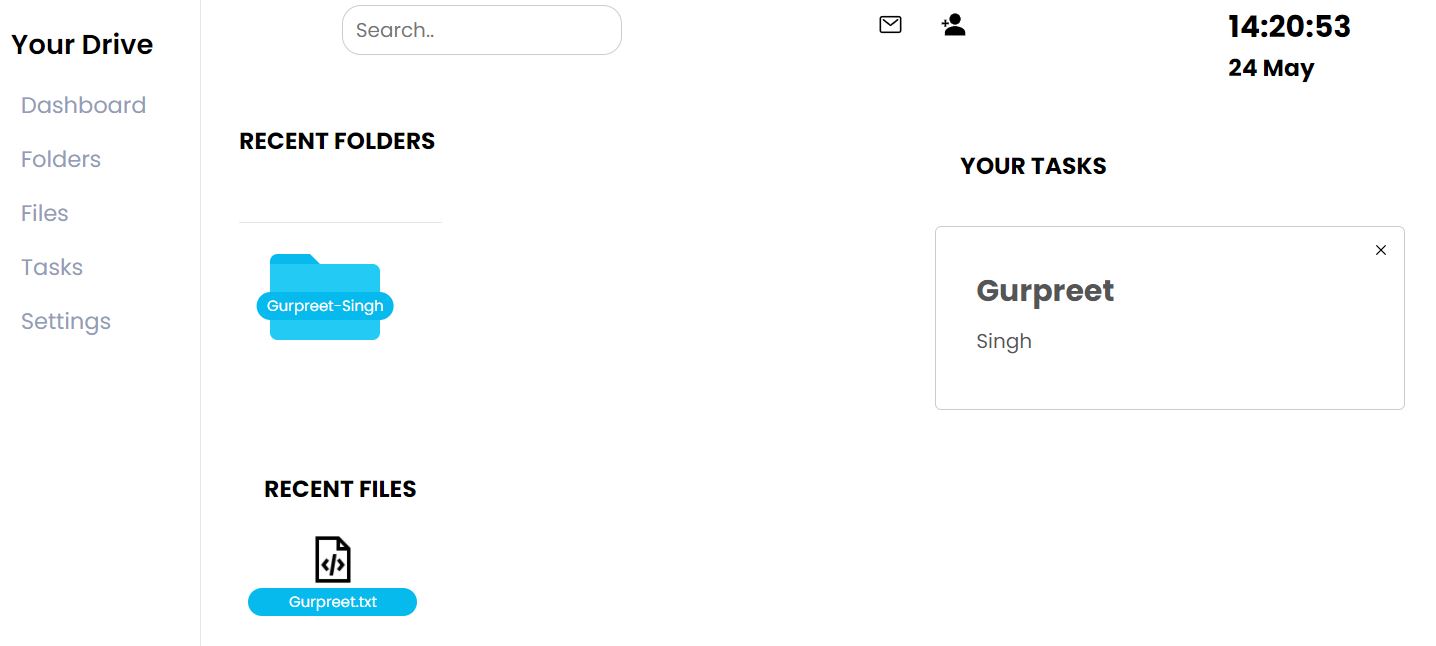 Your Drive
Dashboard
Folders
Files
Tasks
Settings
Search..
14:20:53
24 May
RECENT FOLDERS
Gurpreet-Singh
RECENT FILES
Gurpreet.txt
YOUR TASKS
Gurpreet
Singh